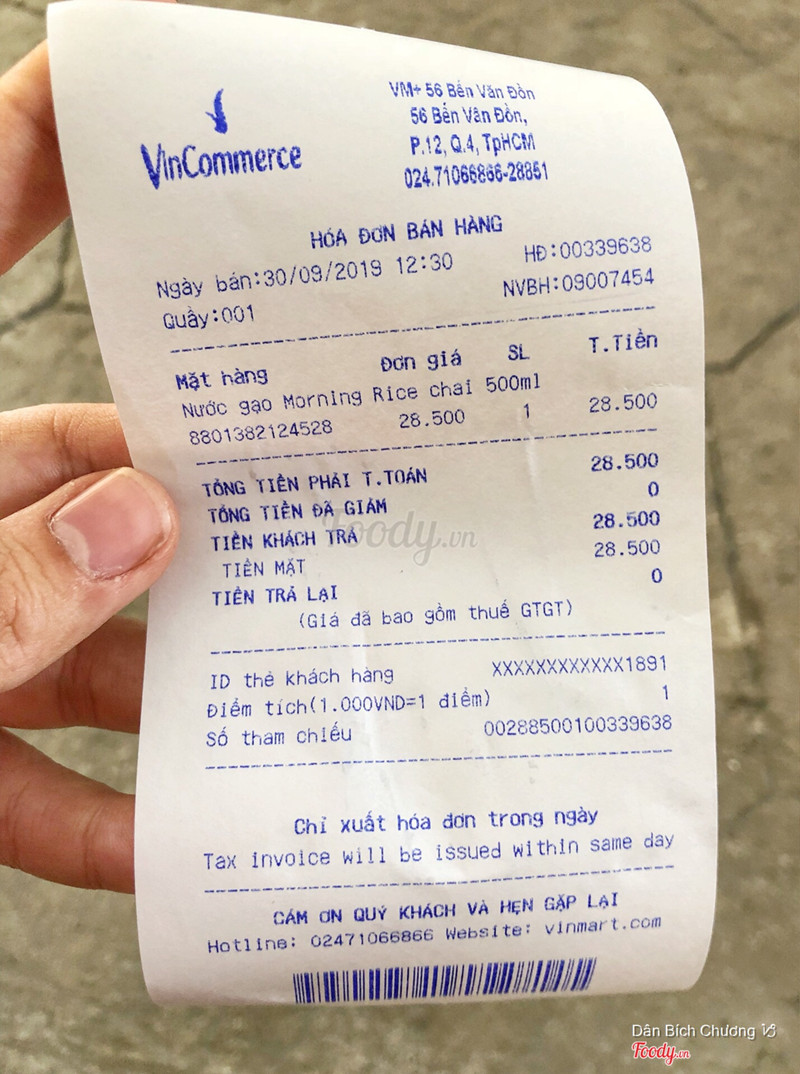 VinCommerce
VM+ 56 Bến Vân Đồn
56 Bến Vân Đồn,
P.12, Q.4, TpHCM
024.71066866-28851
HÓA ĐƠN BÁN HÀNG
Ngày bán:30/09/2019 12:30 HĐ:00339638
Quầy:001 NVBH:09007454
Mặt hàng Đơn giá SL T.Tiền
Nước gạo Morning Rice chai 500ml
8801382124528 28.500 1 28.500
TỔNG TIỀN PHẢI T.TOÁN 28.500
TỔNG TIỀN ĐÃ GIẢM 0
TIỀN KHÁCH TRẢ 28.500
TIỀN MẶT 28.500
TIỀN TRẢ LẠI 0
(Giá đã bao gồm thuế GTGT)
ID thẻ khách hàng XXXXXXXXXXXX1891
Điểm tích(1.000VND=1 điểm) 1
Số tham chiếu 00288500100339638
Chỉ xuất hóa đơn trong ngày
Tax invoice will be issued within same day
CÁM ƠN QUÝ KHÁCH VÀ HẸN GẶP LẠI
Hotline: 02471066866 Website: vinmart.com
Foody.vn
Dân Bích Chương
Foody.vn